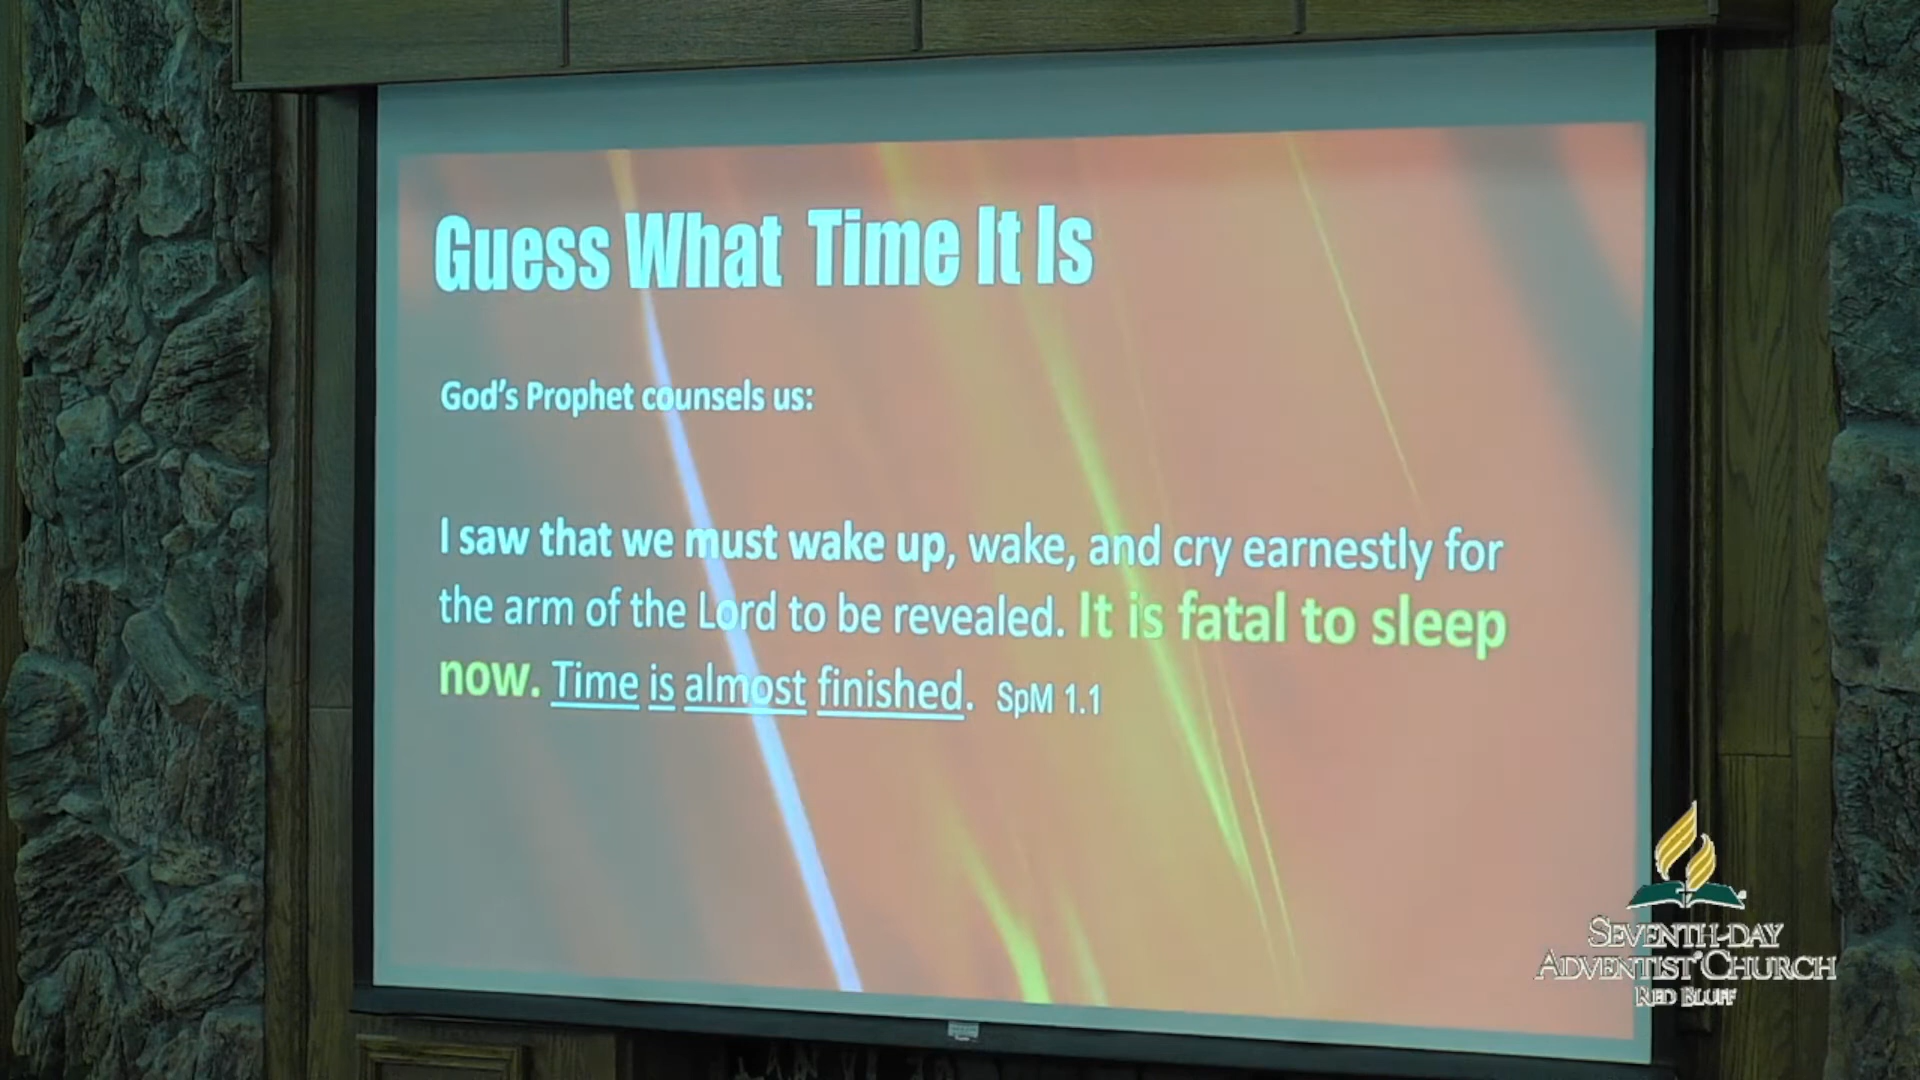 Guess What Time It Is
God's Prophet counsels us:
I saw that we must wake up, wake, and cry earnestly for
the arm of the Lord to be revealed. It is fatal to sleep
now. Time is almost finished. SpM 1.1
SEVENTH-DAY
ADVENTIST CHURCH
RED BLUFF